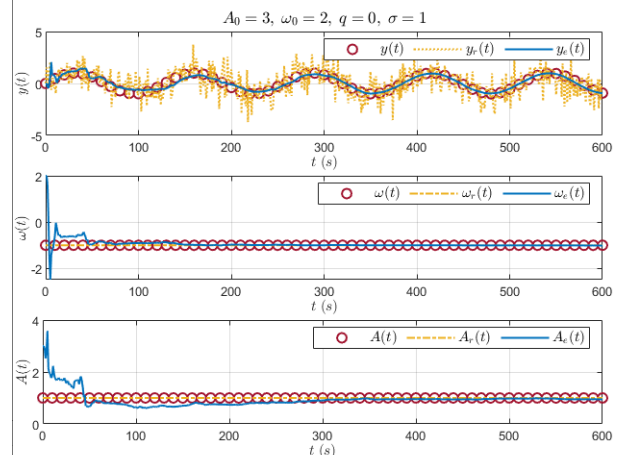 A₀ = 3, ω₀ = 2, q = 0, σ = 1
5
0
-5
y(t)
y(t) yᵣ(t) yₑ(t)
0 100 200 300 400 500 600
t (s)
2
0
-2
ω(t)
ω(t) ωᵣ(t) ωₑ(t)
0 100 200 300 400 500 600
t (s)
4
2
0
A(t)
A(t) Aᵣ(t) Aₑ(t)
0 100 200 300 400 500 600
t (s)